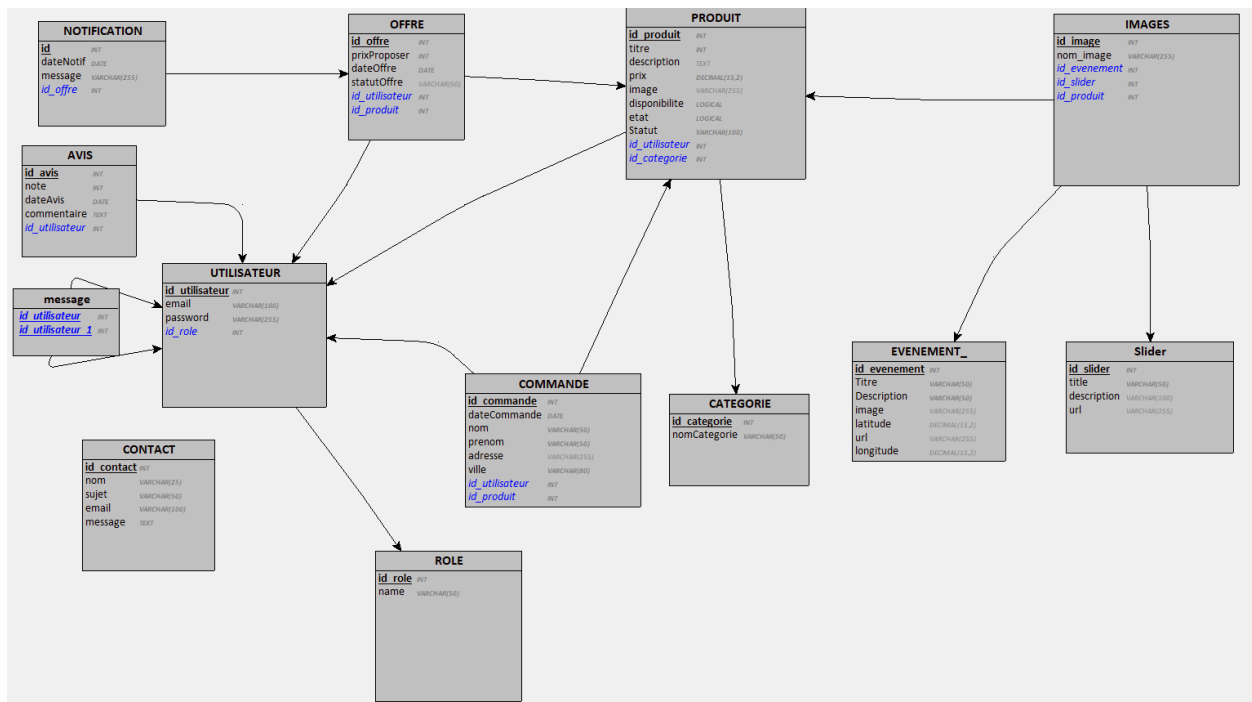 NOTIFICATION
id INT
dateNotif DATE
message VARCHAR(255)
id_offre INT
OFFRE
id_offre INT
prixProposer INT
dateOffre DATE
statutOffre VARCHAR(50)
id_utilisateur INT
id_produit INT
PRODUIT
id_produit INT
titre INT
description TEXT
prix DECIMAL(15,2)
image VARCHAR(255)
disponibilite LOGICAL
etat LOGICAL
Statut VARCHAR(100)
id_utilisateur INT
id_categorie INT
IMAGES
id_image INT
nom_image VARCHAR(255)
id_evenement INT
id_slider INT
id_produit INT
AVIS
id_avis INT
note INT
dateAvis DATE
commentaire TEXT
id_utilisateur INT
UTILISATEUR
id_utilisateur INT
email VARCHAR(100)
password VARCHAR(255)
id_role INT
message
id_utilisateur INT
id_utilisateur_1 INT
COMMANDE
id_commande INT
dateCommande DATE
nom VARCHAR(50)
prenom VARCHAR(50)
adresse VARCHAR(255)
ville VARCHAR(80)
id_utilisateur INT
id_produit INT
CATEGORIE
id_categorie INT
nomCategorie VARCHAR(50)
EVENEMENT_
id_evenement INT
Titre VARCHAR(50)
Description VARCHAR(50)
image VARCHAR(255)
latitude DECIMAL(15,2)
url VARCHAR(255)
longitude DECIMAL(15,2)
Slider
id_slider INT
title VARCHAR(50)
description VARCHAR(100)
url VARCHAR(255)
CONTACT
id_contact INT
nom VARCHAR(25)
sujet VARCHAR(50)
email VARCHAR(100)
message TEXT
ROLE
id_role INT
name VARCHAR(50)